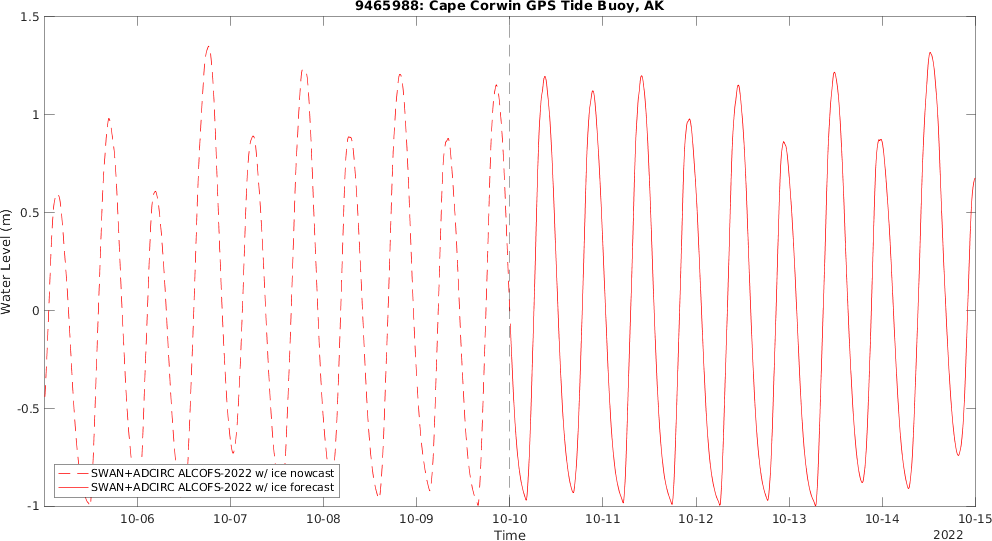 9465988: Cape Corwin GPS Tide Buoy, AK
1.5
1
0.5
0
-0.5
-1
Water Level (m)
SWAN+ADCIRC ALCOFS-2022 w/ ice nowcast
SWAN+ADCIRC ALCOFS-2022 w/ ice forecast
10-06 10-07 10-08 10-09 10-10 10-11 10-12 10-13 10-14 10-15
Time
2022